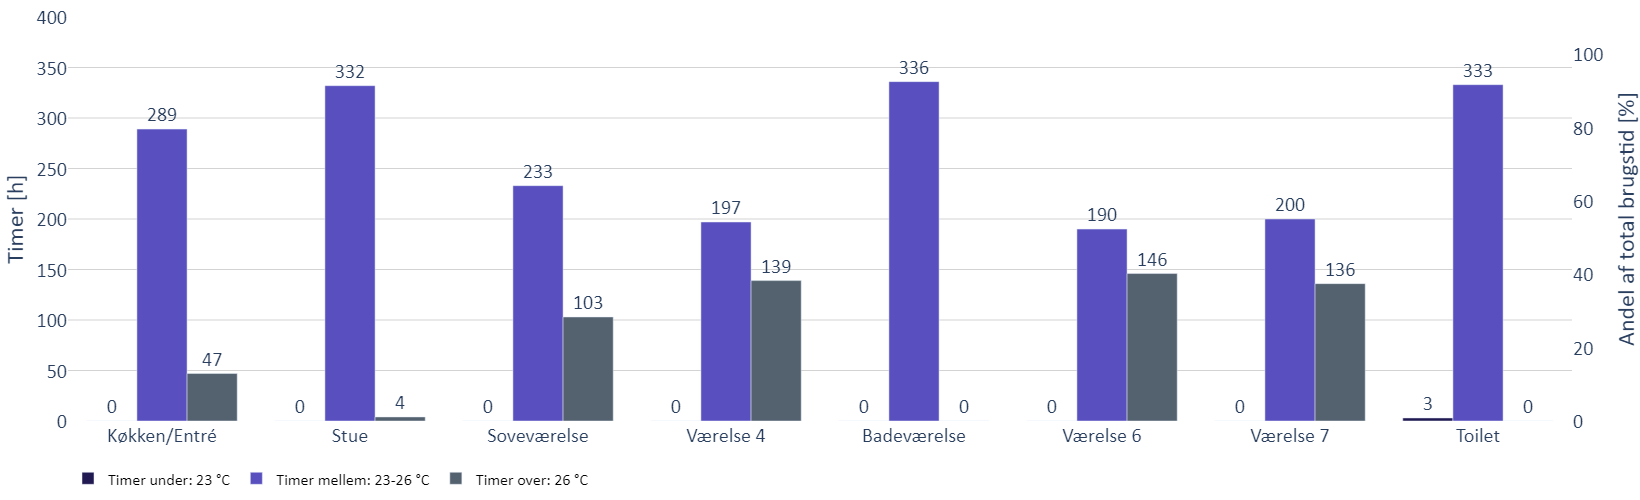 400
350
300
250
200
150
100
50
0
Timer [h]
100
80
60
40
20
0
Andel af total brugstid [%]
0 289 47
0 332 4
0 233 103
0 197 139
0 336 0
0 190 146
0 200 136
3 333 0
Køkken/Entré Stue Soveværelse Værelse 4 Badeværelse Værelse 6 Værelse 7 Toilet
Timer under: 23 °C Timer mellem: 23-26 °C Timer over: 26 °C